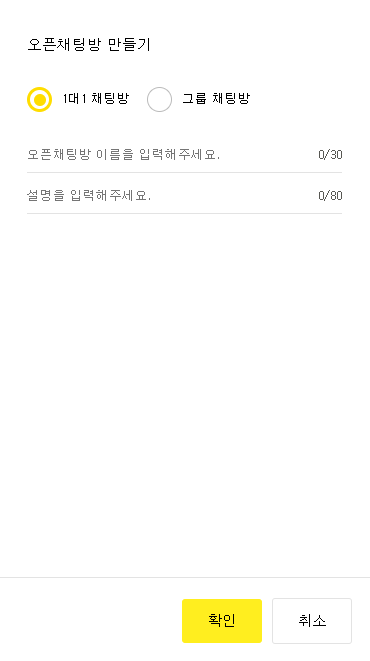 오픈채팅방 만들기
1대1 채팅방 그룹 채팅방
오픈채팅방 이름을 입력해주세요. 0/30
설명을 입력해주세요. 0/80
확인 취소